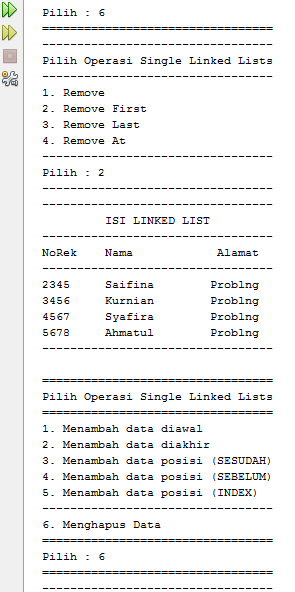 Pilih : 6
=================================
---------------------------------
Pilih Operasi Single Linked Lists
---------------------------------
1. Remove
2. Remove First
3. Remove Last
4. Remove At
---------------------------------
Pilih : 2
---------------------------------
---------------------------------
ISI LINKED LIST
---------------------------------
NoRek    Nama            Alamat
---------------------------------
2345     Saifina        Problng
3456     Kurnian        Problng
4567     Syafira        Problng
5678     Ahmatul        Problng
---------------------------------
=================================
Pilih Operasi Single Linked Lists
=================================
1. Menambah data diawal
2. Menambah data diakhir
3. Menambah data posisi (SESUDAH)
4. Menambah data posisi (SEBELUM)
5. Menambah data posisi (INDEX)
---------------------------------
6. Menghapus Data
=================================
Pilih : 6
=================================
---------------------------------